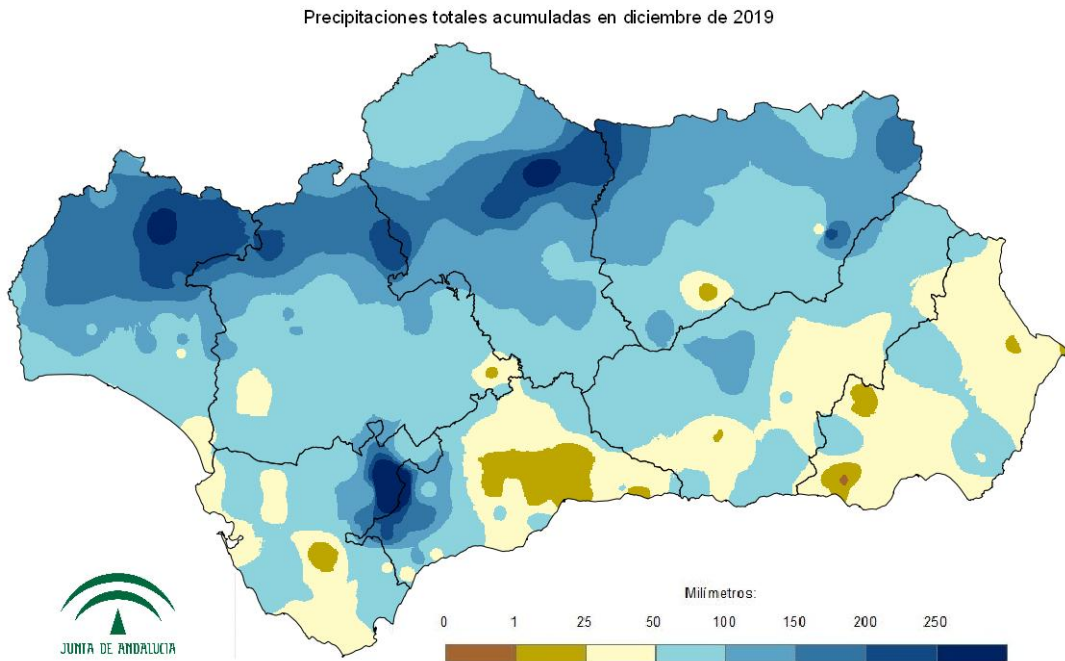 Precipitaciones totales acumuladas en diciembre de 2019
Milímetros:
0 1 25 50 100 150 200 250
JUNTA DE ANDALUCIA